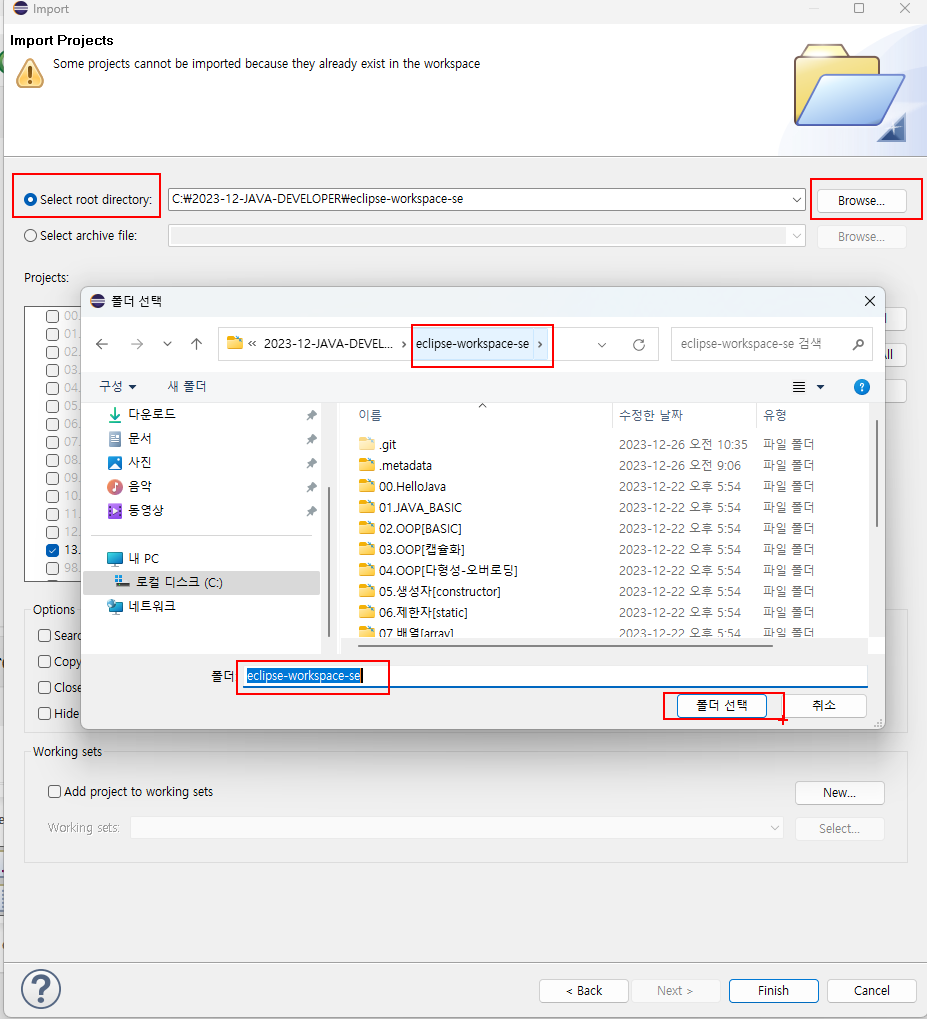 Import
Import Projects
Some projects cannot be imported because they already exist in the workspace
Select root directory:
C:₩2023-12-JAVA-DEVELOPER₩eclipse-workspace-se
Browse...
Select archive file:
Browse...
Projects:
00.
01.
02.
03.
04.
05.
06.
07.
08.
09.
10.
11.
12.
13.
98.
폴더 선택
« 2023-12-JAVA-DEVEL... › eclipse-workspace-se ›
eclipse-workspace-se 검색
구성 새 폴더
다운로드
문서
사진
음악
동영상
내 PC
로컬 디스크 (C:)
네트워크
이름 수정한 날짜 유형
.git 2023-12-26 오전 10:35 파일 폴더
.metadata 2023-12-26 오전 9:06 파일 폴더
00.HelloJava 2023-12-22 오후 5:54 파일 폴더
01.JAVA_BASIC 2023-12-22 오후 5:54 파일 폴더
02.OOP[BASIC] 2023-12-22 오후 5:54 파일 폴더
03.OOP[캡슐화] 2023-12-22 오후 5:54 파일 폴더
04.OOP[다형성-오버로딩] 2023-12-22 오후 5:54 파일 폴더
05.생성자[constructor] 2023-12-22 오후 5:54 파일 폴더
06.제한자[static] 2023-12-22 오후 5:54 파일 폴더
07.배열[array] 2023-12-22 오후 5:54 파일 폴더
폴더 eclipse-workspace-se
폴더 선택
취소
Options
Searc
Copy
Close
Hide
Working sets
Add project to working sets
New...
Working sets:
Select...
< Back
Next >
Finish
Cancel